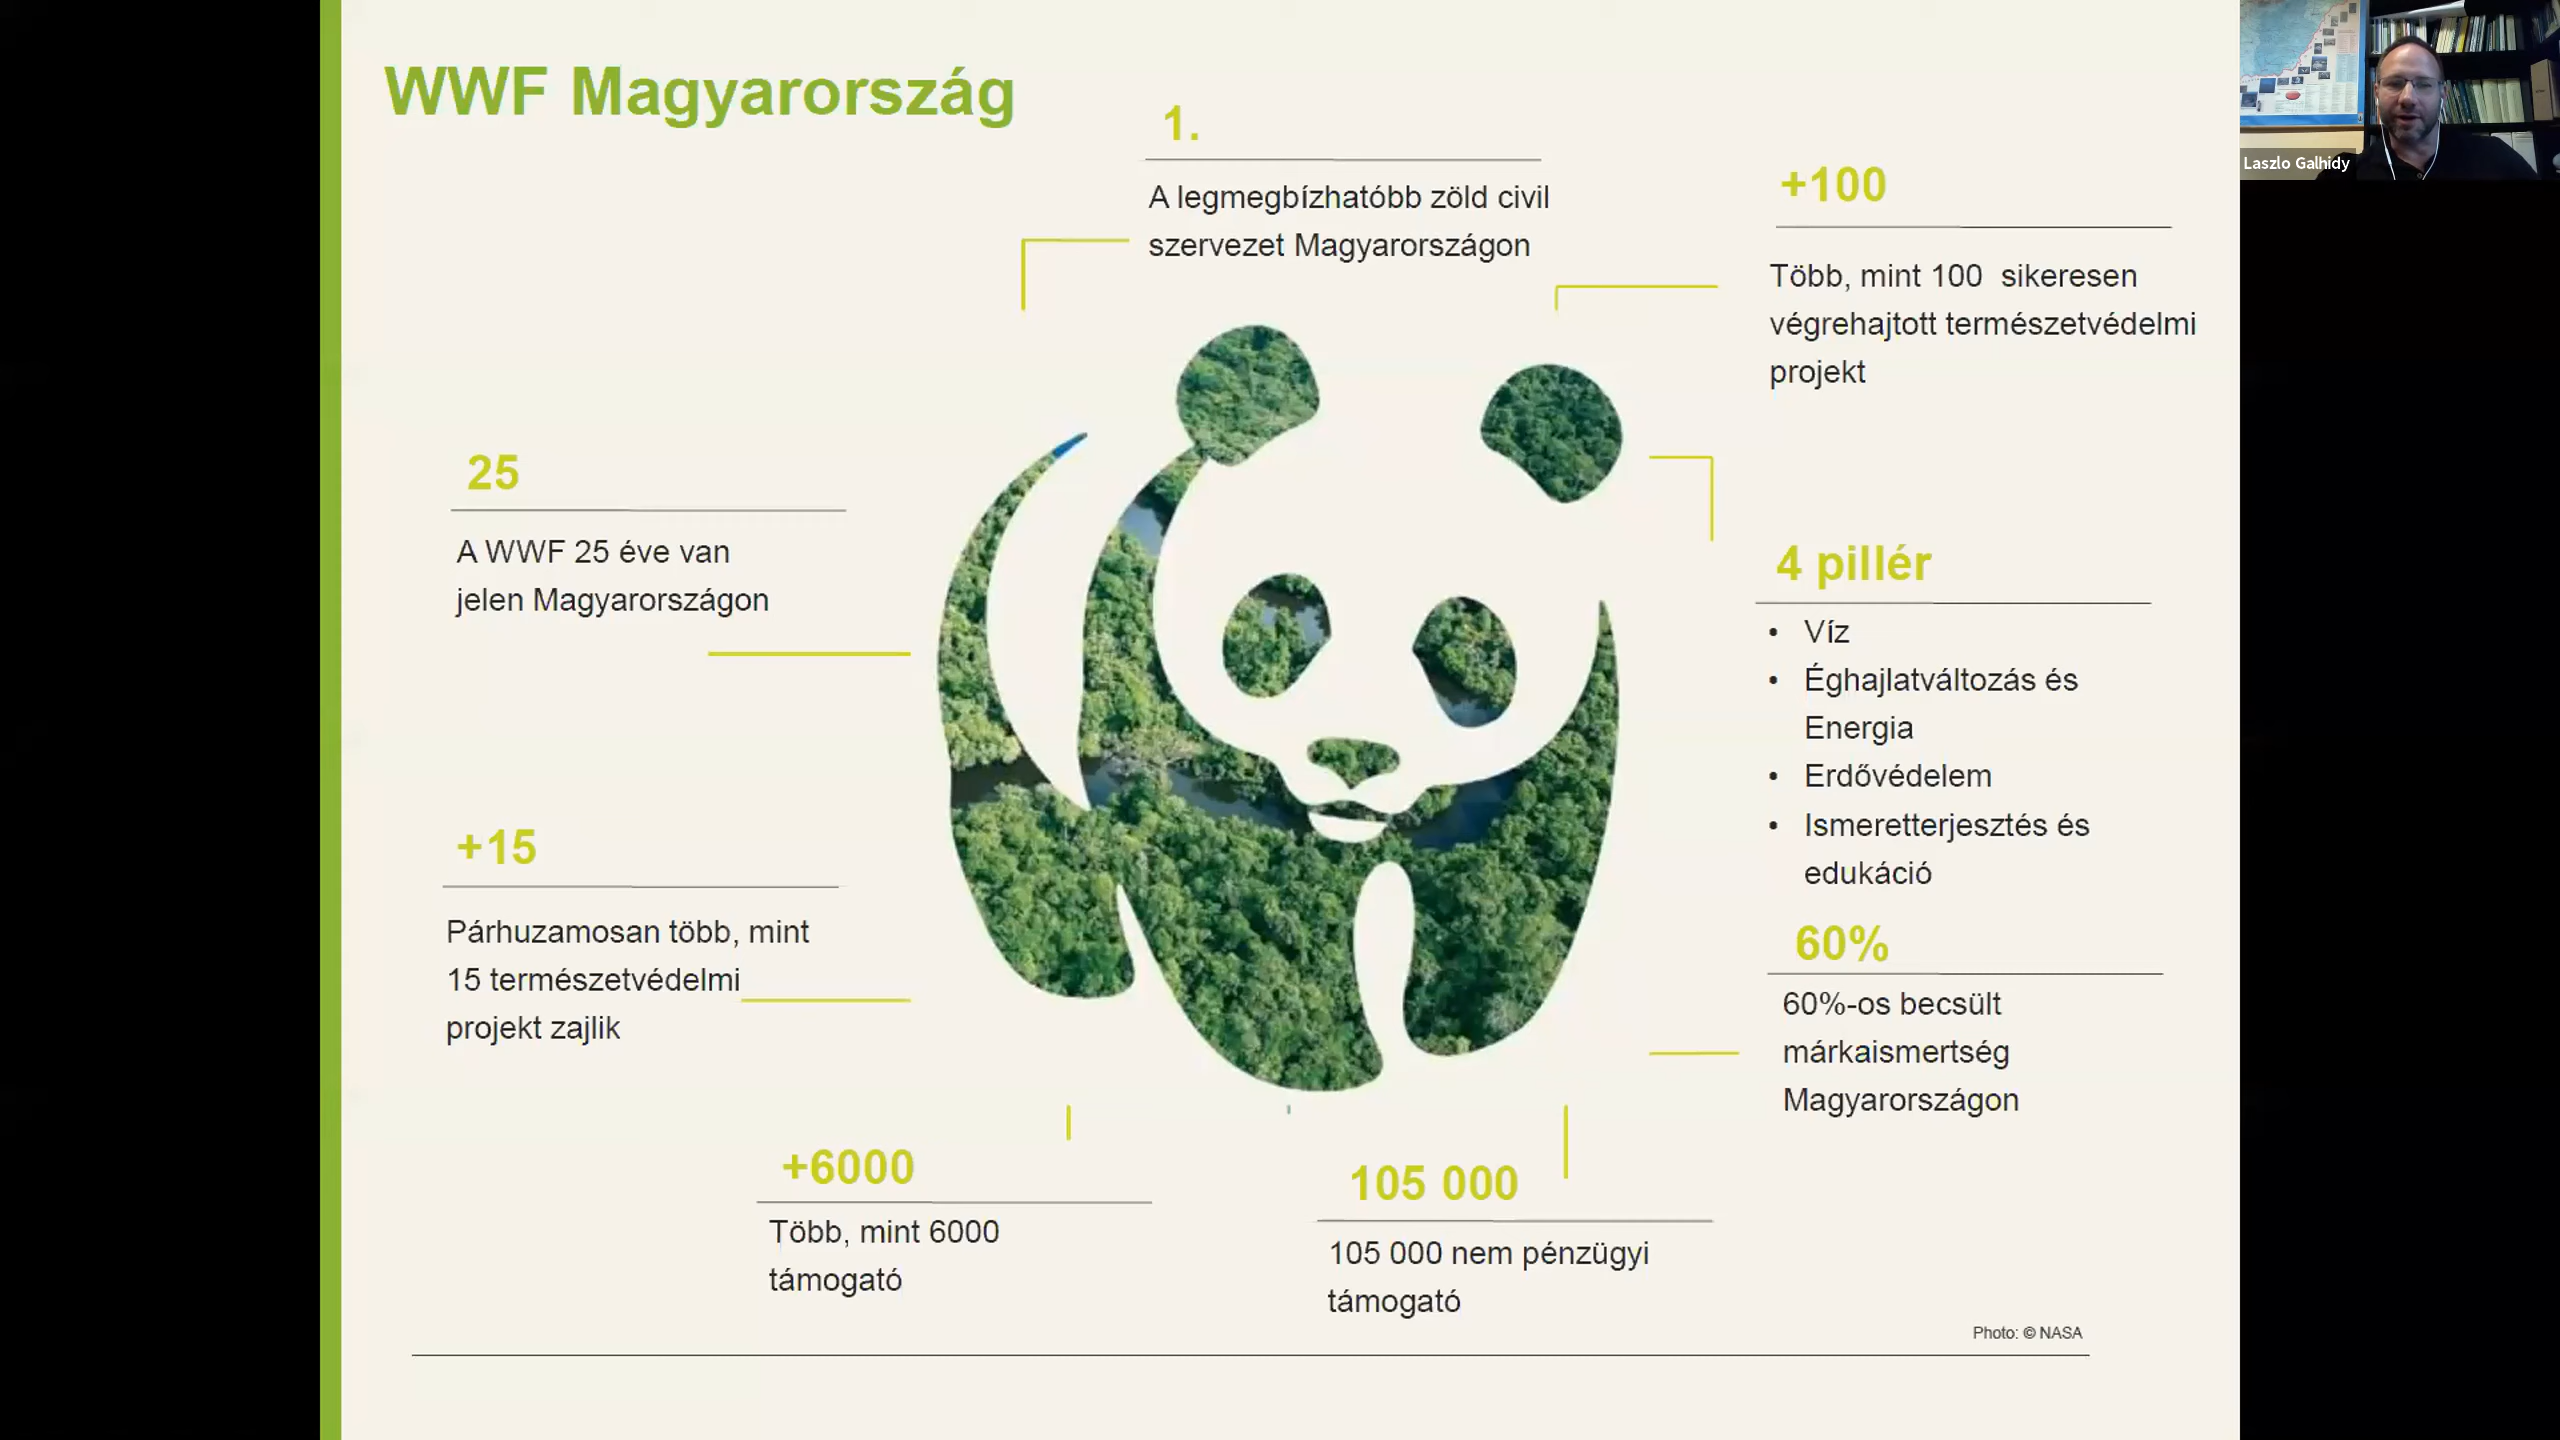 WWF Magyarország
1.
A legmegbízhatóbb zöld civil
szervezet Magyarországon
+100
Több, mint 100 sikeresen
végrehajtott természetvédelmi
projekt
25
A WWF 25 éve van
jelen Magyarországon
4 pillér
• Víz
• Éghajlatváltozás és
Energia
• Erdővédelem
• Ismeretterjesztés és
edukáció
+15
Párhuzamosan több, mint
15 természetvédelmi
projekt zajlik
60%
60%-os becsült
márkaismertség
Magyarországon
+6000
Több, mint 6000
támogató
105 000
105 000 nem pénzügyi
támogató
Photo: © NASA
Laszlo Galhidy